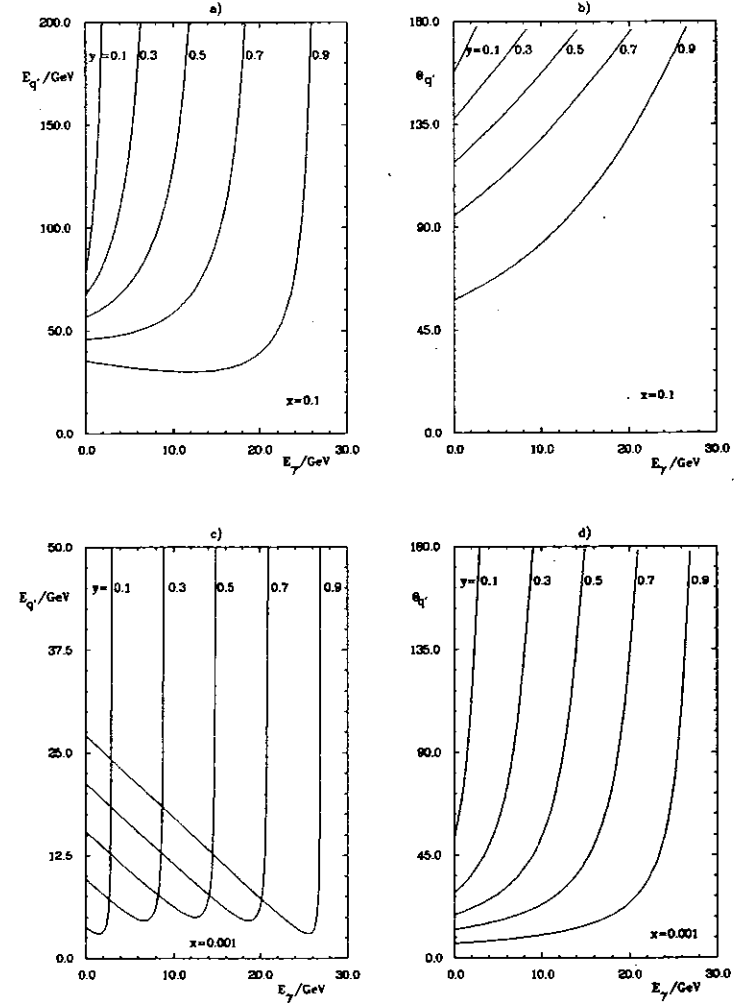 a)
200.0
150.0
100.0
50.0
0.0
E_q'/GeV
y=0.1 0.3 0.5 0.7 0.9
x=0.1
0.0 10.0 20.0 30.0
E_γ/GeV
b)
180.0
135.0
90.0
45.0
0.0
θ_q'
y=0.1 0.3 0.5 0.7 0.9
x=0.1
0.0 10.0 20.0 30.0
E_γ/GeV
c)
50.0
37.5
25.0
12.5
0.0
E_q'/GeV
y= 0.1 0.3 0.5 0.7 0.9
x=0.001
0.0 10.0 20.0 30.0
E_γ/GeV
d)
180.0
135.0
90.0
45.0
0.0
θ_q'
y= 0.1 0.3 0.5 0.7 0.9
x=0.001
0.0 10.0 20.0 30.0
E_γ/GeV